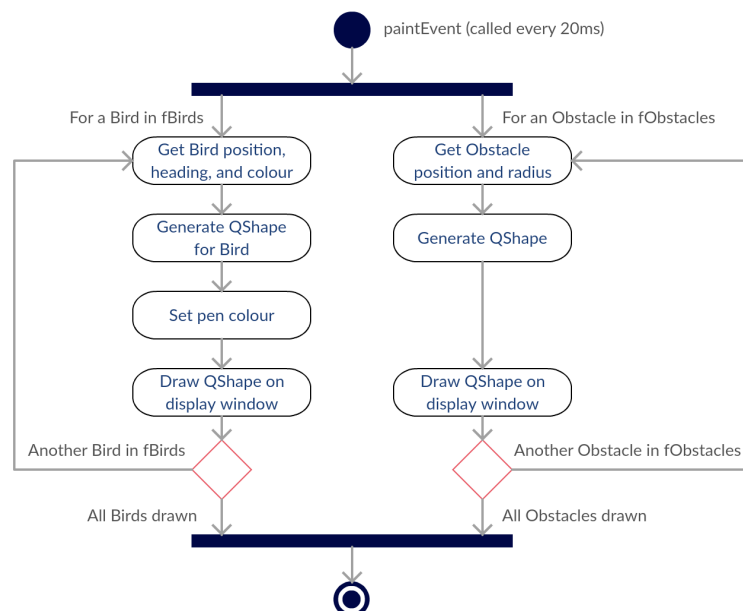 paintEvent (called every 20ms)
For a Bird in fBirds
For an Obstacle in fObstacles
Get Bird position,
heading, and colour
Get Obstacle
position and radius
Generate QShape
for Bird
Generate QShape
Set pen colour
Draw QShape on
display window
Draw QShape on
display window
Another Bird in fBirds
Another Obstacle in fObstacles
All Birds drawn
All Obstacles drawn